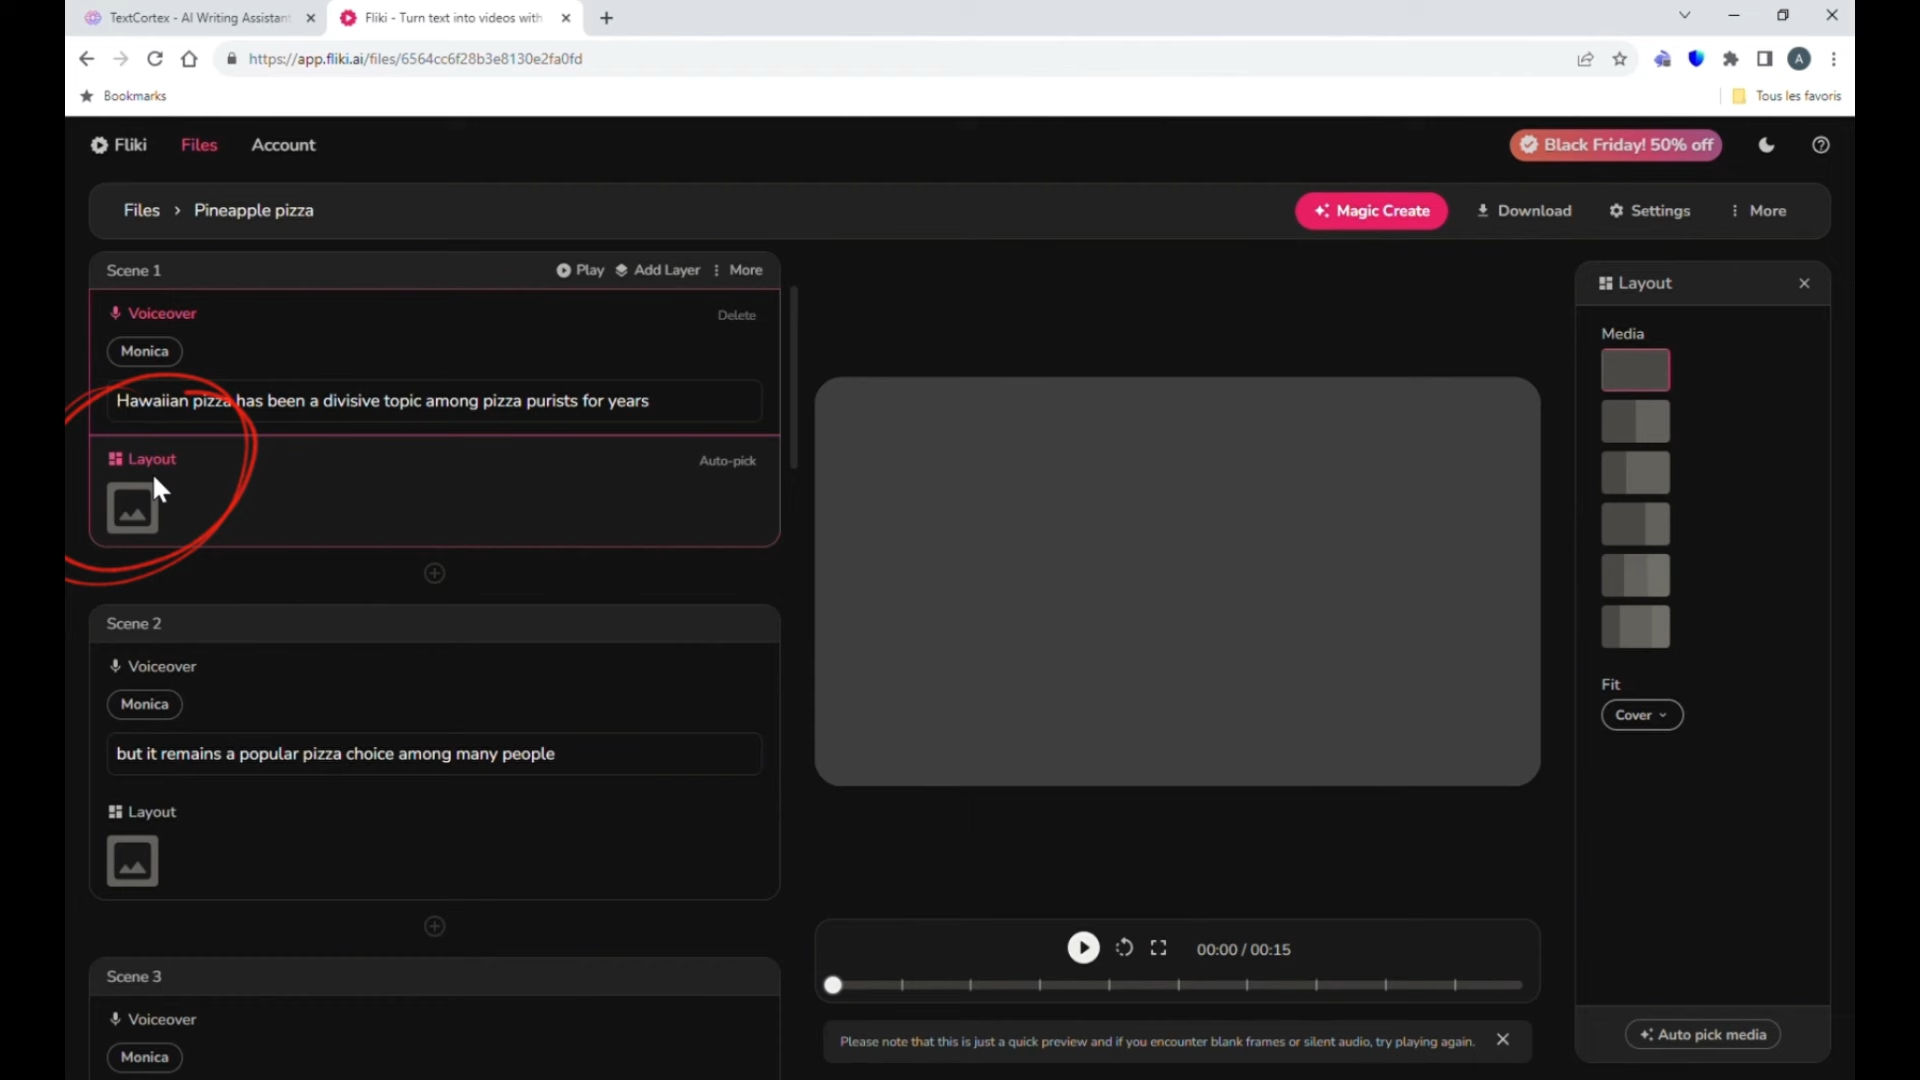 TextCortex - AI Writing Assistant
Fliki - Turn text into videos with
https://app.fliki.ai/files/6564cc6f28b3e8130e2fa0fd
A
Bookmarks
Tous les favoris
Fliki
Files
Account
Black Friday! 50% off
Files > Pineapple pizza
Magic Create
Download
Settings
More
Scene 1
Play
Add Layer
More
Voiceover
Delete
Monica
Hawaiian pizza has been a divisive topic among pizza purists for years
Layout
Auto-pick
Scene 2
Voiceover
Monica
but it remains a popular pizza choice among many people
Layout
Scene 3
Voiceover
Monica
00:00 / 00:15
Please note that this is just a quick preview and if you encounter blank frames or silent audio, try playing again.
Layout
Media
Fit
Cover
Auto pick media